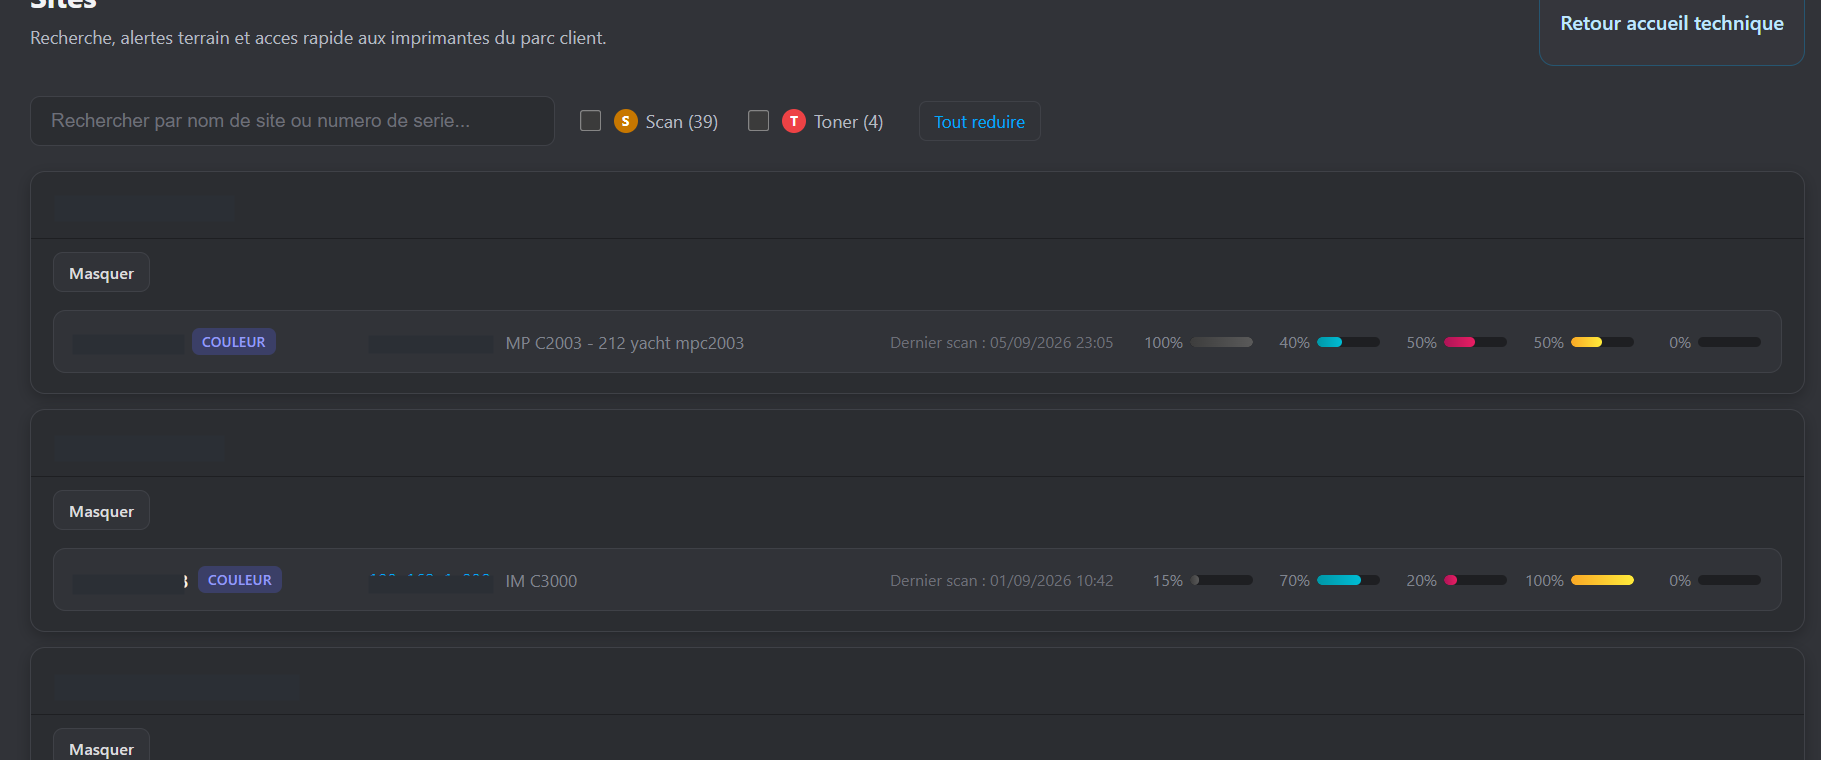 Sites
Retour accueil technique
Recherche, alertes terrain et acces rapide aux imprimantes du parc client.
Rechercher par nom de site ou numero de serie...
S Scan (39)
T Toner (4)
Tout reduire
Masquer
COULEUR MP C2003 - 212 yacht mpc2003 Dernier scan : 05/09/2026 23:05 100% 40% 50% 50% 0%
Masquer
COULEUR IM C3000 Dernier scan : 01/09/2026 10:42 15% 70% 20% 100% 0%
Masquer